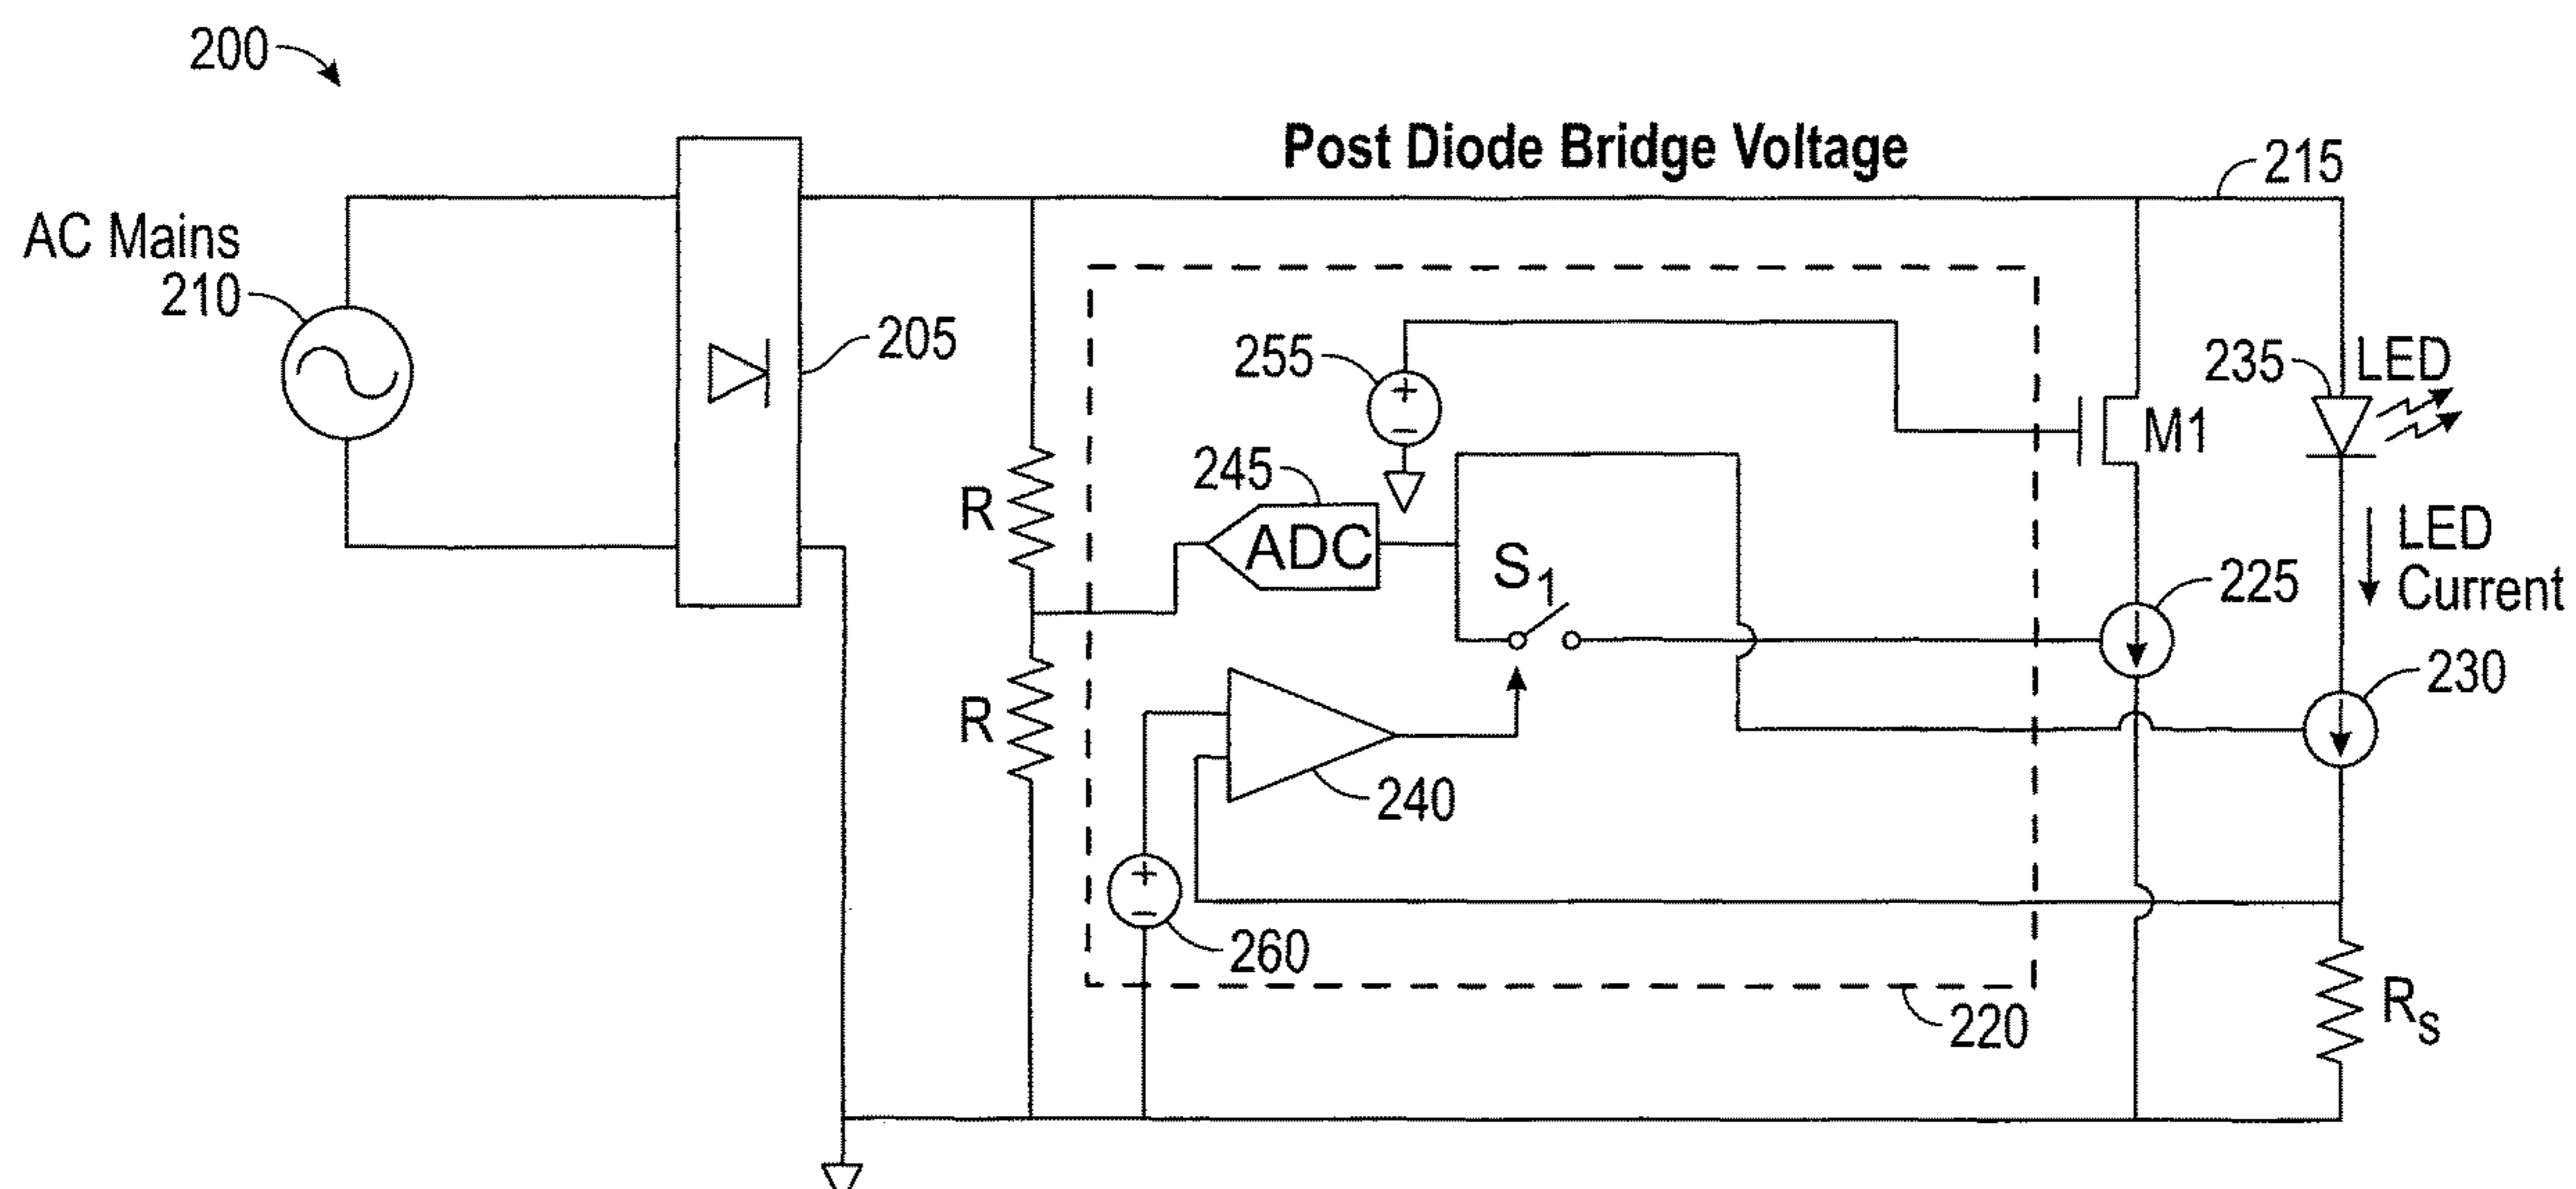 200
Post Diode Bridge Voltage
215
AC Mains
210
205
255
235
LED
M1
245
ADC
R
S1
LED
Current
225
230
R
240
260
220
Rs